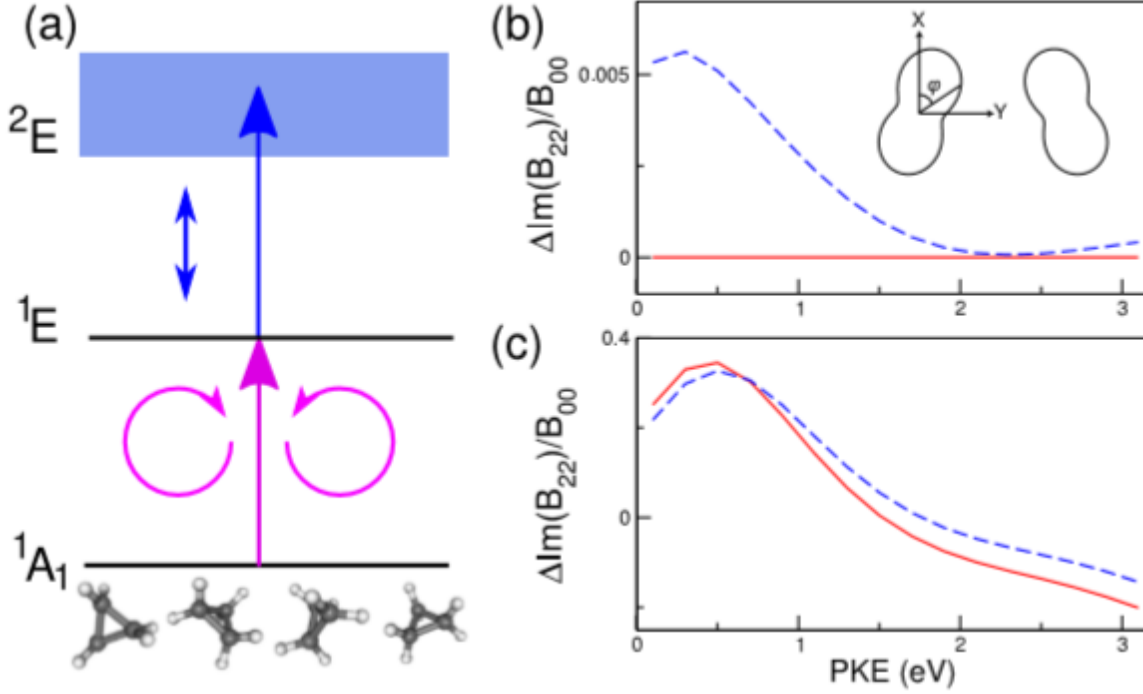 (a)
²E
¹E
¹A₁
(b)
ΔIm(B₂₂)/B₀₀
0.005
0
X
φ
Y
0
1
2
3
(c)
ΔIm(B₂₂)/B₀₀
0.4
0
0
1
2
3
PKE (eV)